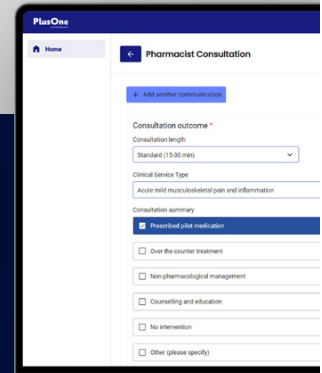 PlusOne
Home
Pharmacist Consultation
+ Add another communication
Consultation outcome *
Consultation length
Standard (15-30 min)
Clinical Service Type
Acute mild musculoskeletal pain and inflammation
Consultation summary
Prescribed pilot medication
Over the counter treatment
Non-pharmacological management
Counselling and education
No intervention
Other (please specify)